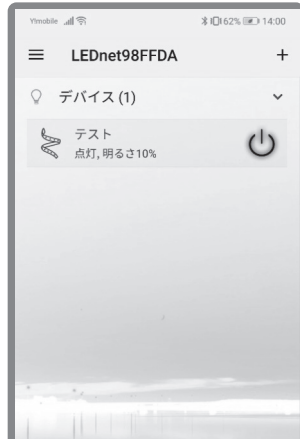 Y!mobile 62% 14:00
LEDnet98FFDA
デバイス (1)
テスト
点灯, 明るさ10%